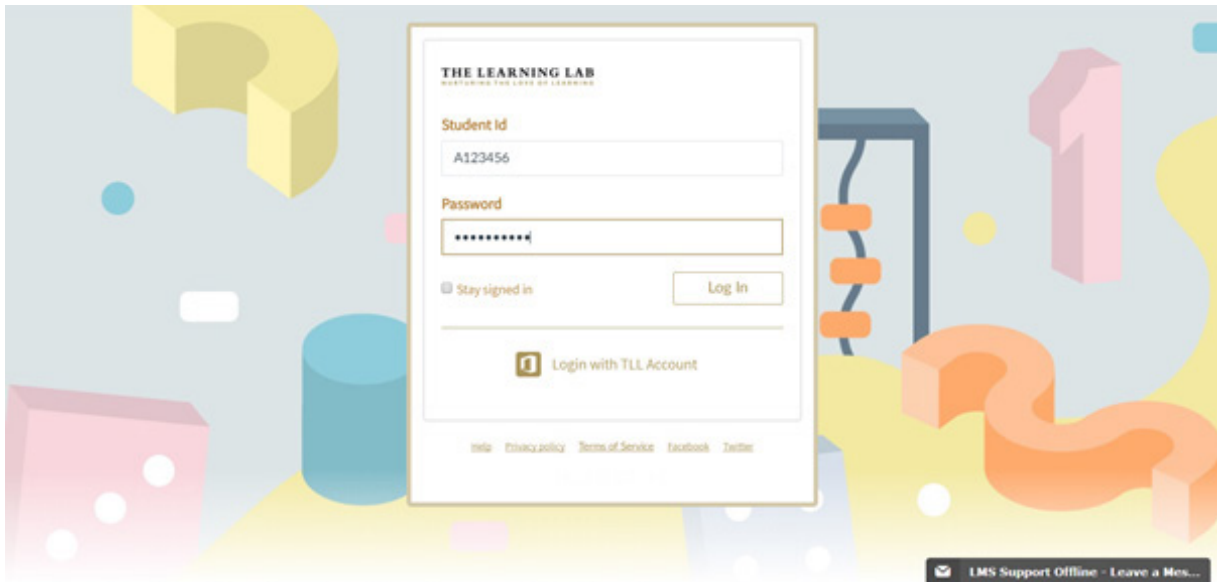 THE LEARNING LAB
NURTURING THE LOVE OF LEARNING
Student Id
A123456
Password
••••••••••
Stay signed in
Log In
Login with TLL Account
Help Privacy policy Terms of Service Facebook Twitter
LMS Support Offline - Leave a Mes...